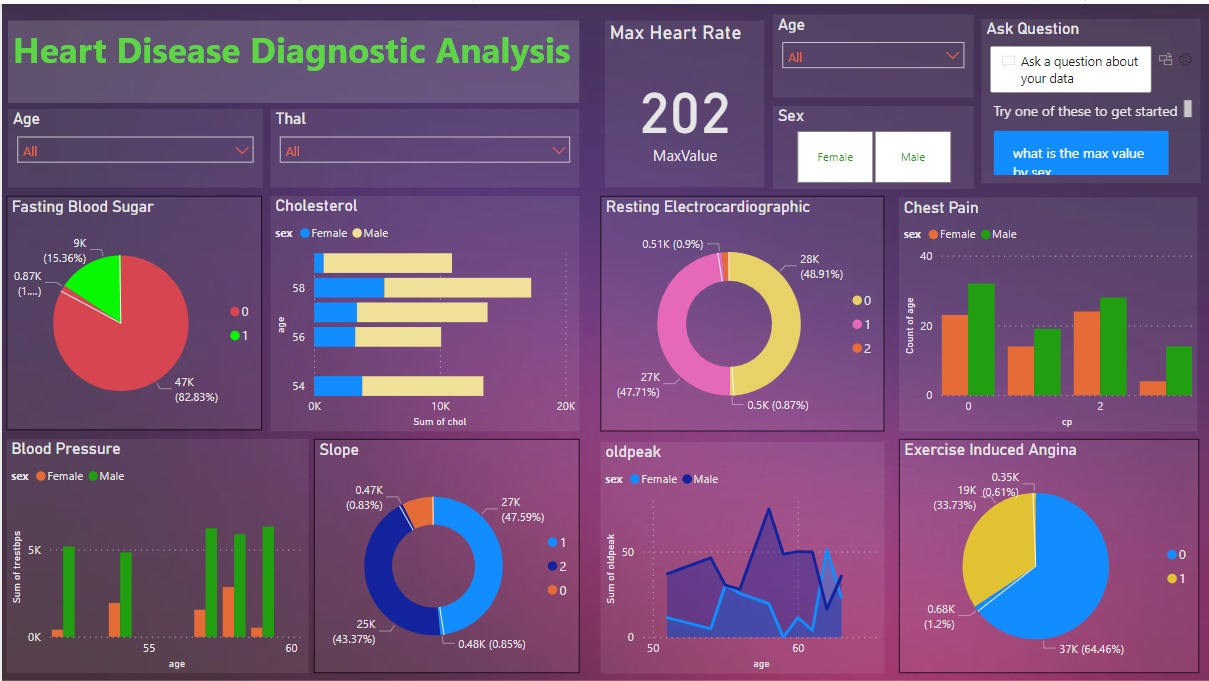 Heart Disease Diagnostic Analysis
Age
All
Thal
All
Max Heart Rate
202
MaxValue
Age
All
Sex
Female
Male
Ask Question
Ask a question about
your data
Try one of these to get started
what is the max value
by sex
Fasting Blood Sugar
9K
(15.36%)
0.87K
(1....)
47K
(82.83%)
0
1
Cholesterol
sex Female Male
age
58
56
54
0K 10K 20K
Sum of chol
Resting Electrocardiographic
0.51K (0.9%)
28K
(48.91%)
27K
(47.71%)
0.5K (0.87%)
0
1
2
Chest Pain
sex Female Male
Count of age
40
20
0
0 2
cp
Blood Pressure
sex Female Male
Sum of trestbps
5K
0K
55 60
age
Slope
0.47K
(0.83%)
27K
(47.59%)
25K
(43.37%)
0.48K (0.85%)
1
2
0
oldpeak
sex Female Male
Sum of oldpeak
50
0
50 60
age
Exercise Induced Angina
0.35K
(0.61%)
19K
(33.73%)
0.68K
(1.2%)
37K (64.46%)
0
1